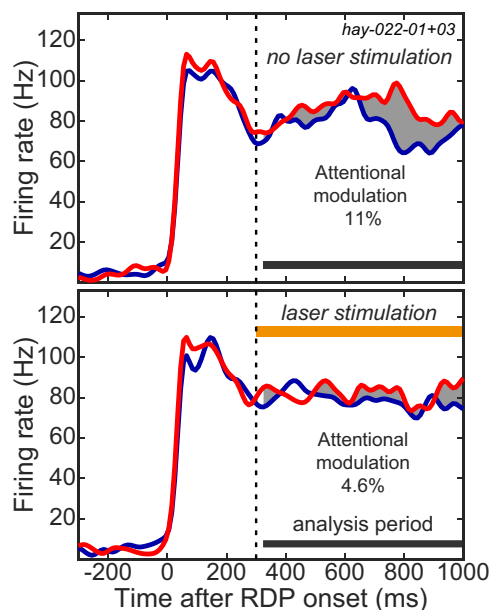 hay-022-01+03
no laser stimulation
Firing rate (Hz)
120
100
80
60
40
20
Attentional
modulation
11%
laser stimulation
Firing rate (Hz)
120
100
80
60
40
20
Attentional
modulation
4.6%
analysis period
-200 0 200 400 600 800 1000
Time after RDP onset (ms)